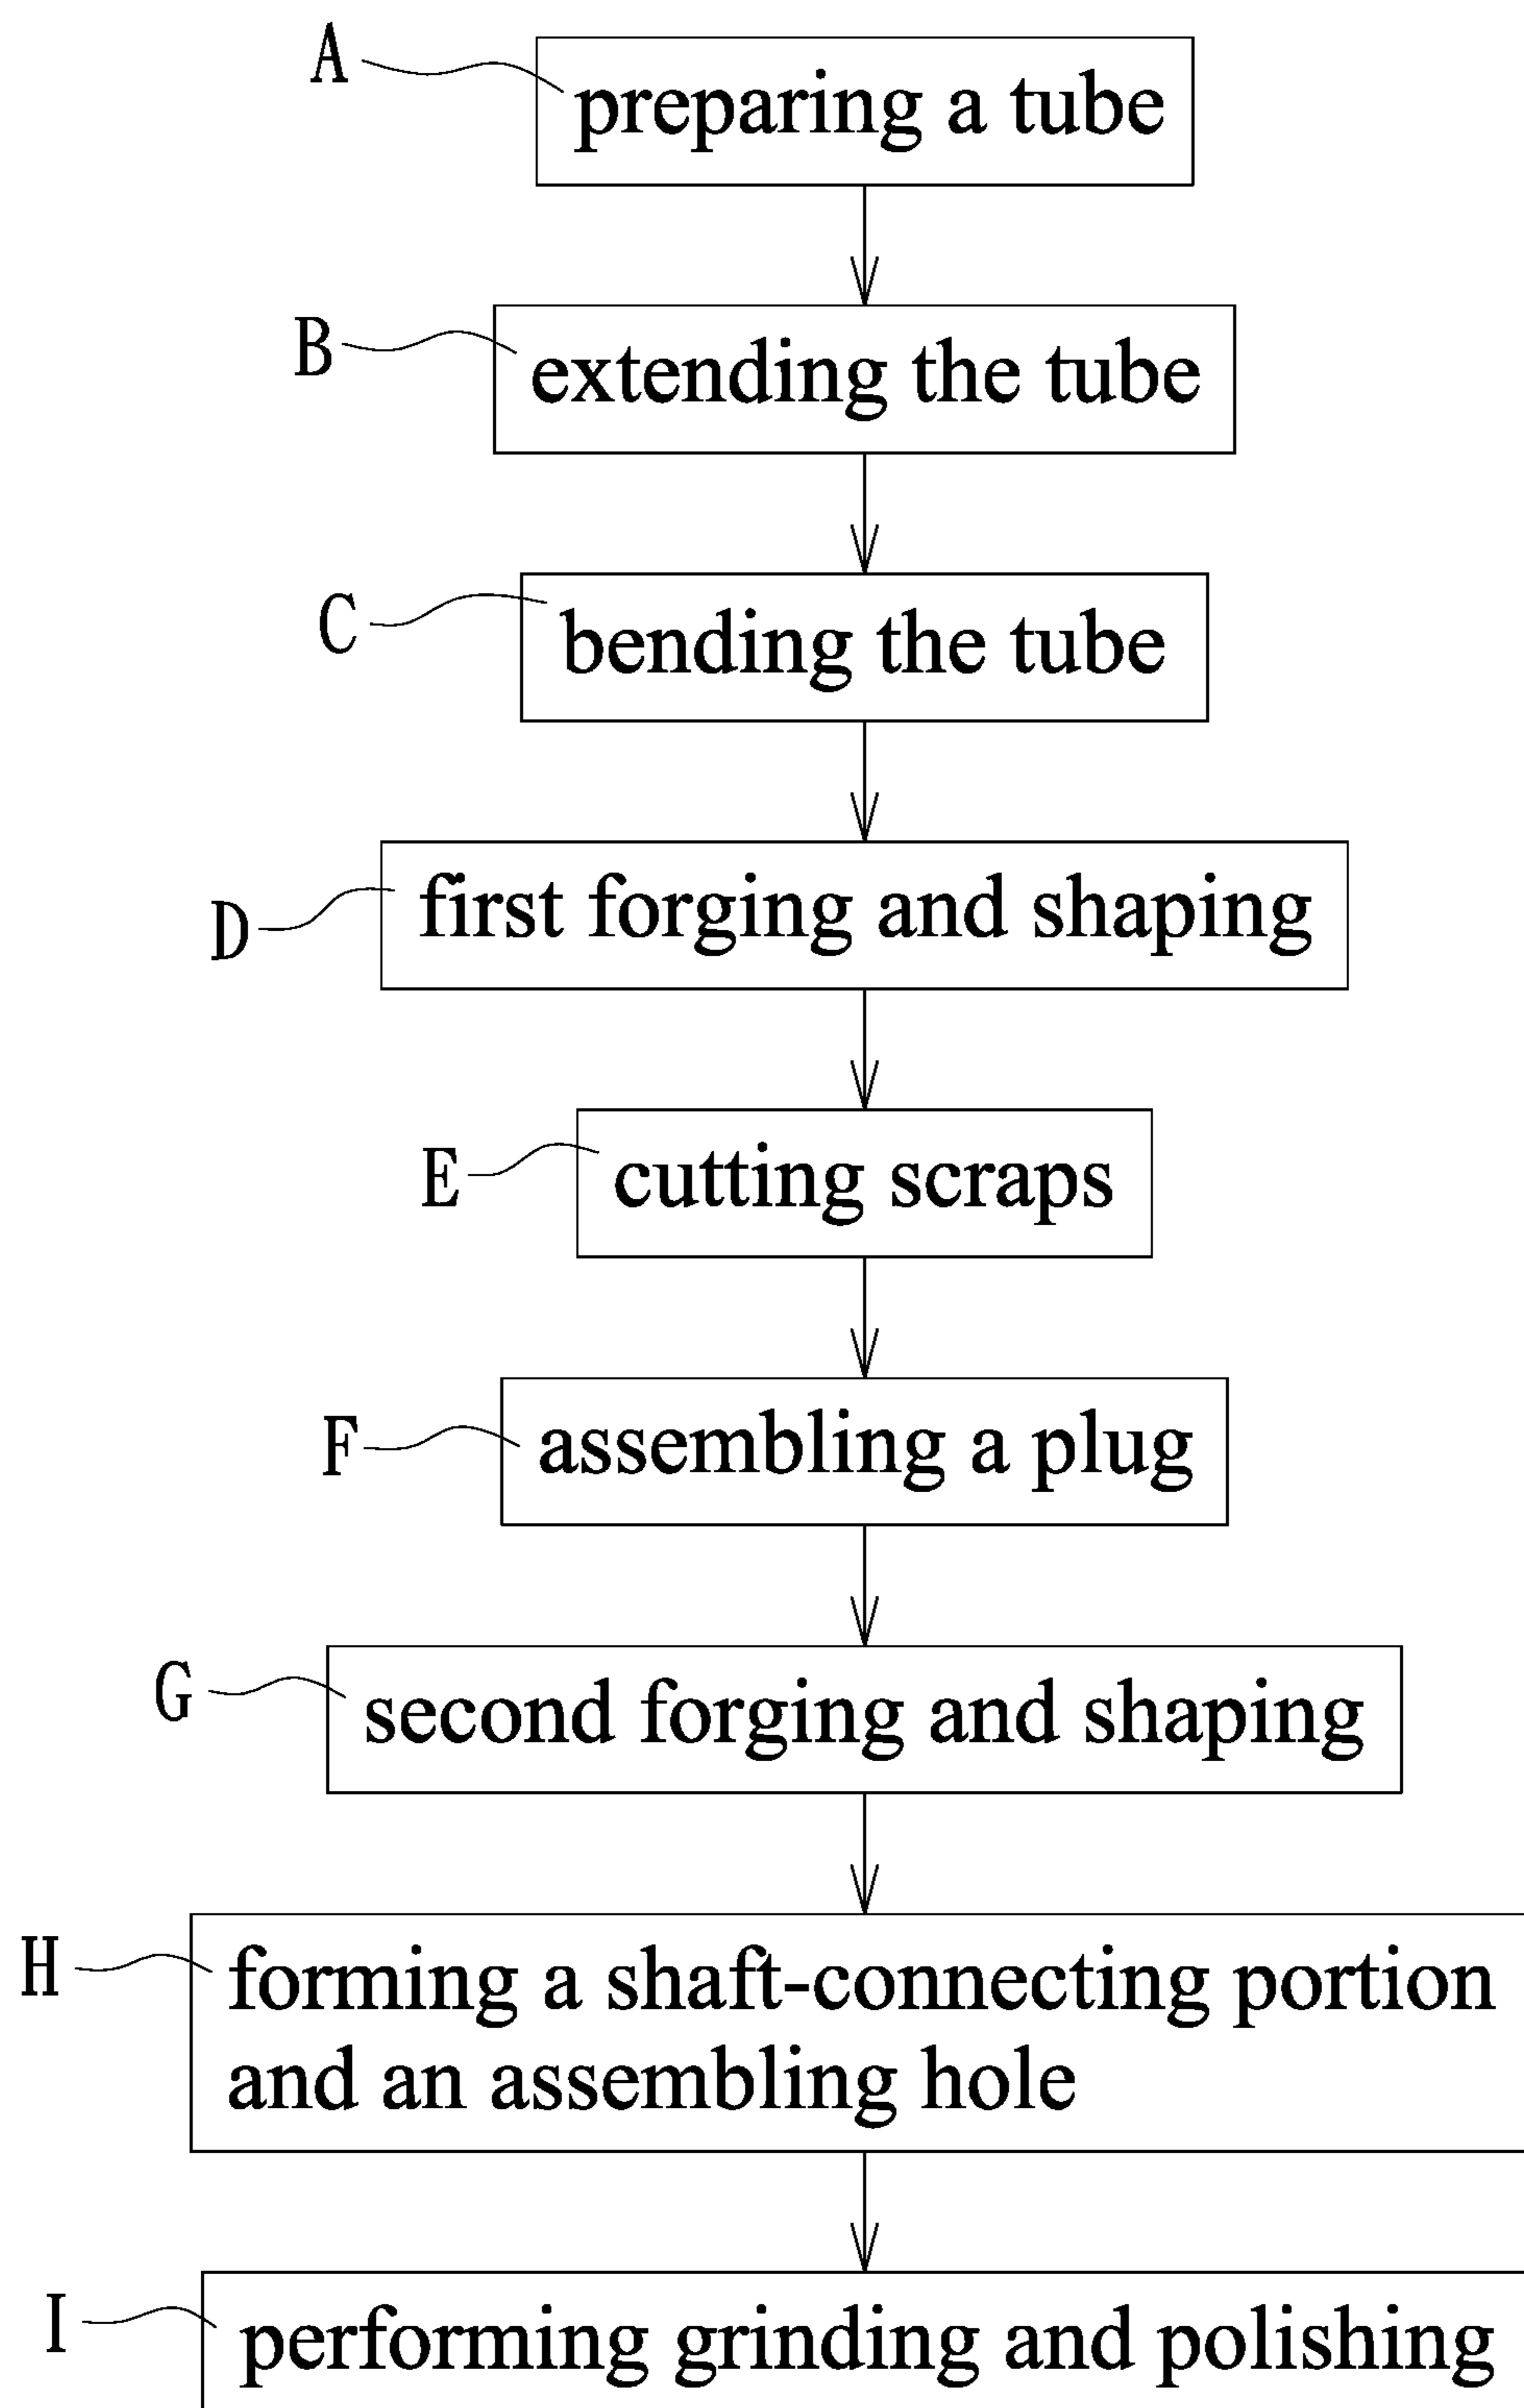 A
preparing a tube
B
extending the tube
C
bending the tube
D
first forging and shaping
E
cutting scraps
F
assembling a plug
G
second forging and shaping
H
forming a shaft-connecting portion
and an assembling hole
I
performing grinding and polishing